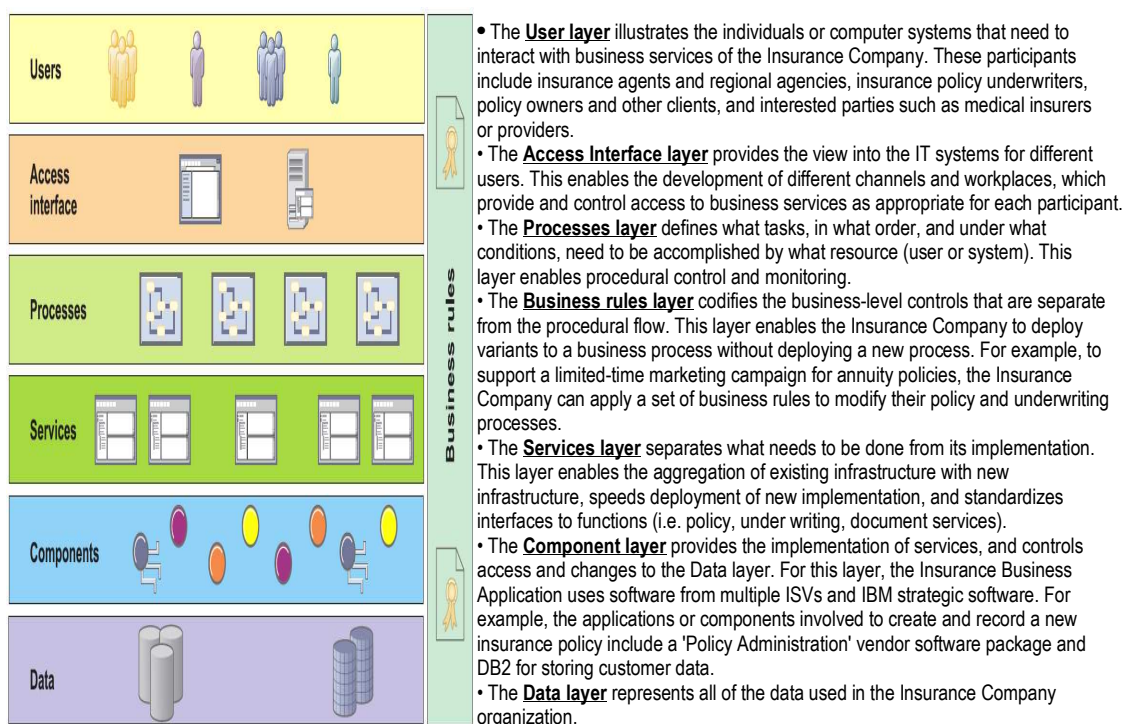 Users
Access
interface
Processes
Services
Components
Data
Business rules
• The User layer illustrates the individuals or computer systems that need to
interact with business services of the Insurance Company. These participants
include insurance agents and regional agencies, insurance policy underwriters,
policy owners and other clients, and interested parties such as medical insurers
or providers.
• The Access Interface layer provides the view into the IT systems for different
users. This enables the development of different channels and workplaces, which
provide and control access to business services as appropriate for each participant.
• The Processes layer defines what tasks, in what order, and under what
conditions, need to be accomplished by what resource (user or system). This
layer enables procedural control and monitoring.
• The Business rules layer codifies the business-level controls that are separate
from the procedural flow. This layer enables the Insurance Company to deploy
variants to a business process without deploying a new process. For example, to
support a limited-time marketing campaign for annuity policies, the Insurance
Company can apply a set of business rules to modify their policy and underwriting
processes.
• The Services layer separates what needs to be done from its implementation.
This layer enables the aggregation of existing infrastructure with new
infrastructure, speeds deployment of new implementation, and standardizes
interfaces to functions (i.e. policy, under writing, document services).
• The Component layer provides the implementation of services, and controls
access and changes to the Data layer. For this layer, the Insurance Business
Application uses software from multiple ISVs and IBM strategic software. For
example, the applications or components involved to create and record a new
insurance policy include a 'Policy Administration' vendor software package and
DB2 for storing customer data.
• The Data layer represents all of the data used in the Insurance Company
organization.